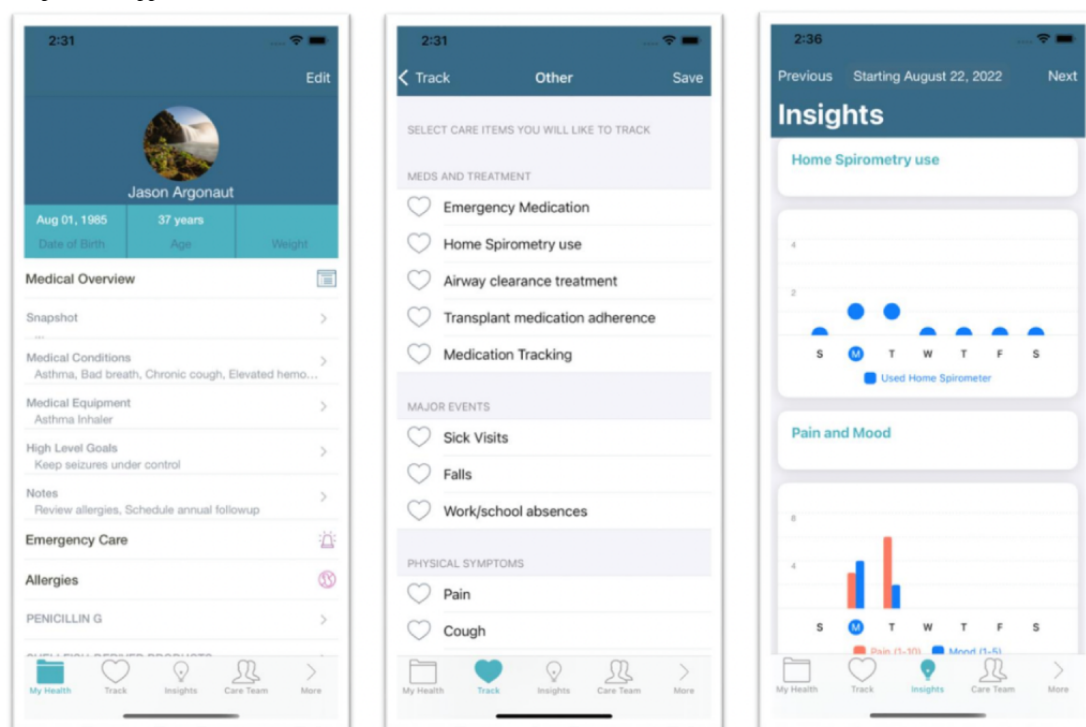 2:31
Edit
Jason Argonaut
Aug 01, 1985 37 years
Date of Birth Age Weight
Medical Overview
Snapshot
...
Medical Conditions
Asthma, Bad breath, Chronic cough, Elevated hemo...
Medical Equipment
Asthma Inhaler
High Level Goals
Keep seizures under control
Notes
Review allergies, Schedule annual followup
Emergency Care
Allergies
PENICILLIN G
My Health Track Insights Care Team More
2:31
Track Other Save
SELECT CARE ITEMS YOU WILL LIKE TO TRACK
MEDS AND TREATMENT
Emergency Medication
Home Spirometry use
Airway clearance treatment
Transplant medication adherence
Medication Tracking
MAJOR EVENTS
Sick Visits
Falls
Work/school absences
PHYSICAL SYMPTOMS
Pain
Cough
My Health Track Insights Care Team More
2:36
Previous Starting August 22, 2022 Next
Insights
Home Spirometry use
4
2
S M T W T F S
Used Home Spirometer
Pain and Mood
8
4
S M T W T F S
Pain (1-10) Mood (1-5)
My Health Track Insights Care Team More